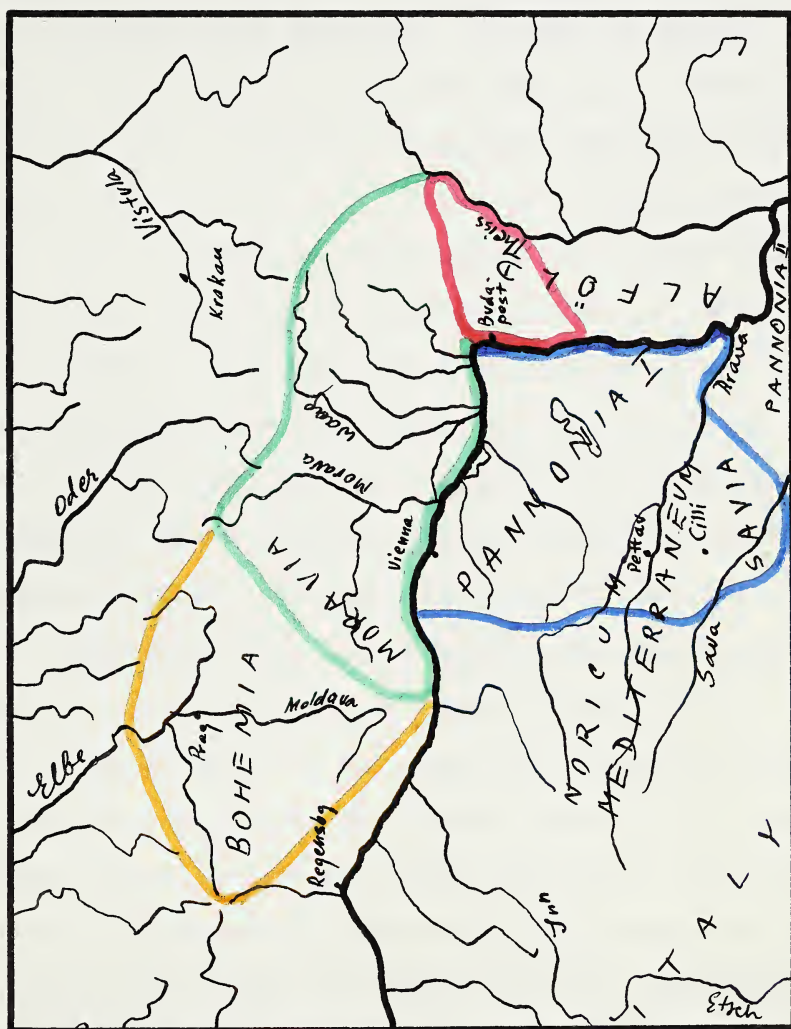 Elbe
Oder
Vistula
Krakau
Prag
BOHEMIA
Moldava
MORAVIA
Morava
Waag
Regensbg
Vienna
Buda-
pest
Theiss
ALFÖLD
PANNONIA I
Inn
NORICUM
MEDITERRANEUM
Pettau
Cilli
Drava
SAVIA
Sava
PANNONIA II
ITALY
Etsch